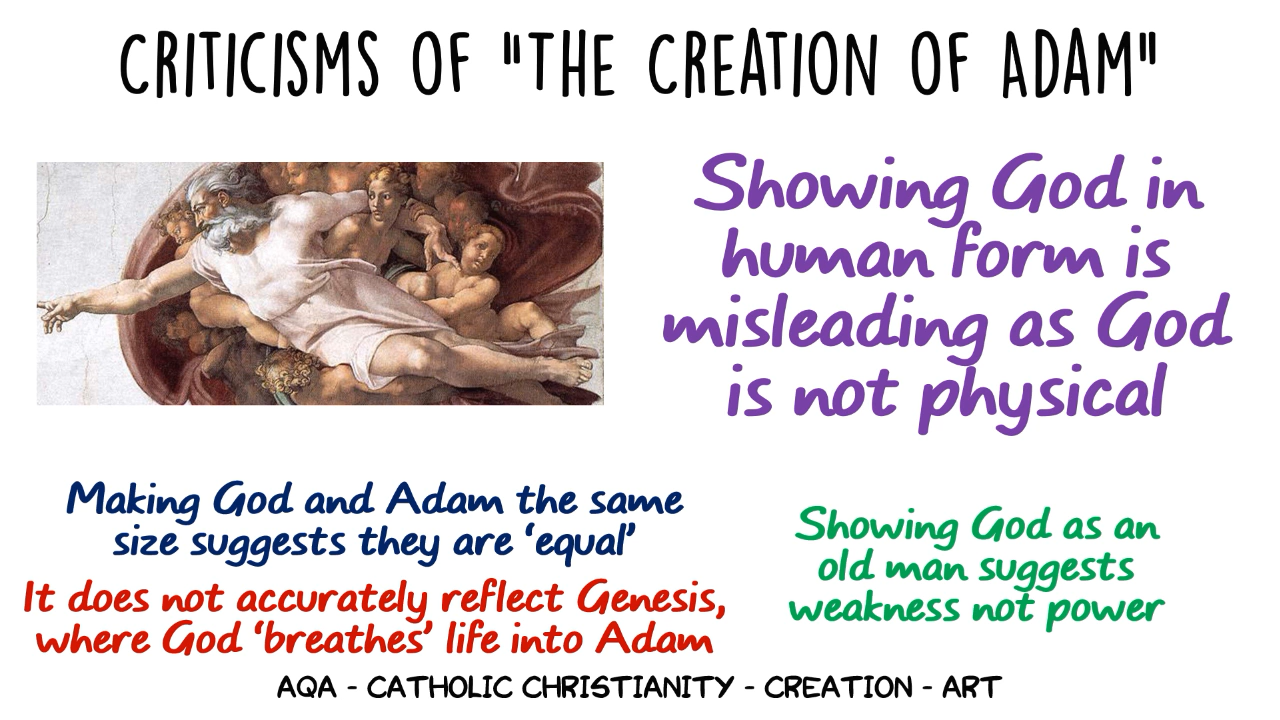 CRITICISMS OF "THE CREATION OF ADAM"
Showing God in
human form is
misleading as God
is not physical
Making God and Adam the same
size suggests they are ‘equal’
It does not accurately reflect Genesis,
where God ‘breathes’ life into Adam
Showing God as an
old man suggests
weakness not power
AQA - CATHOLIC CHRISTIANITY - CREATION - ART